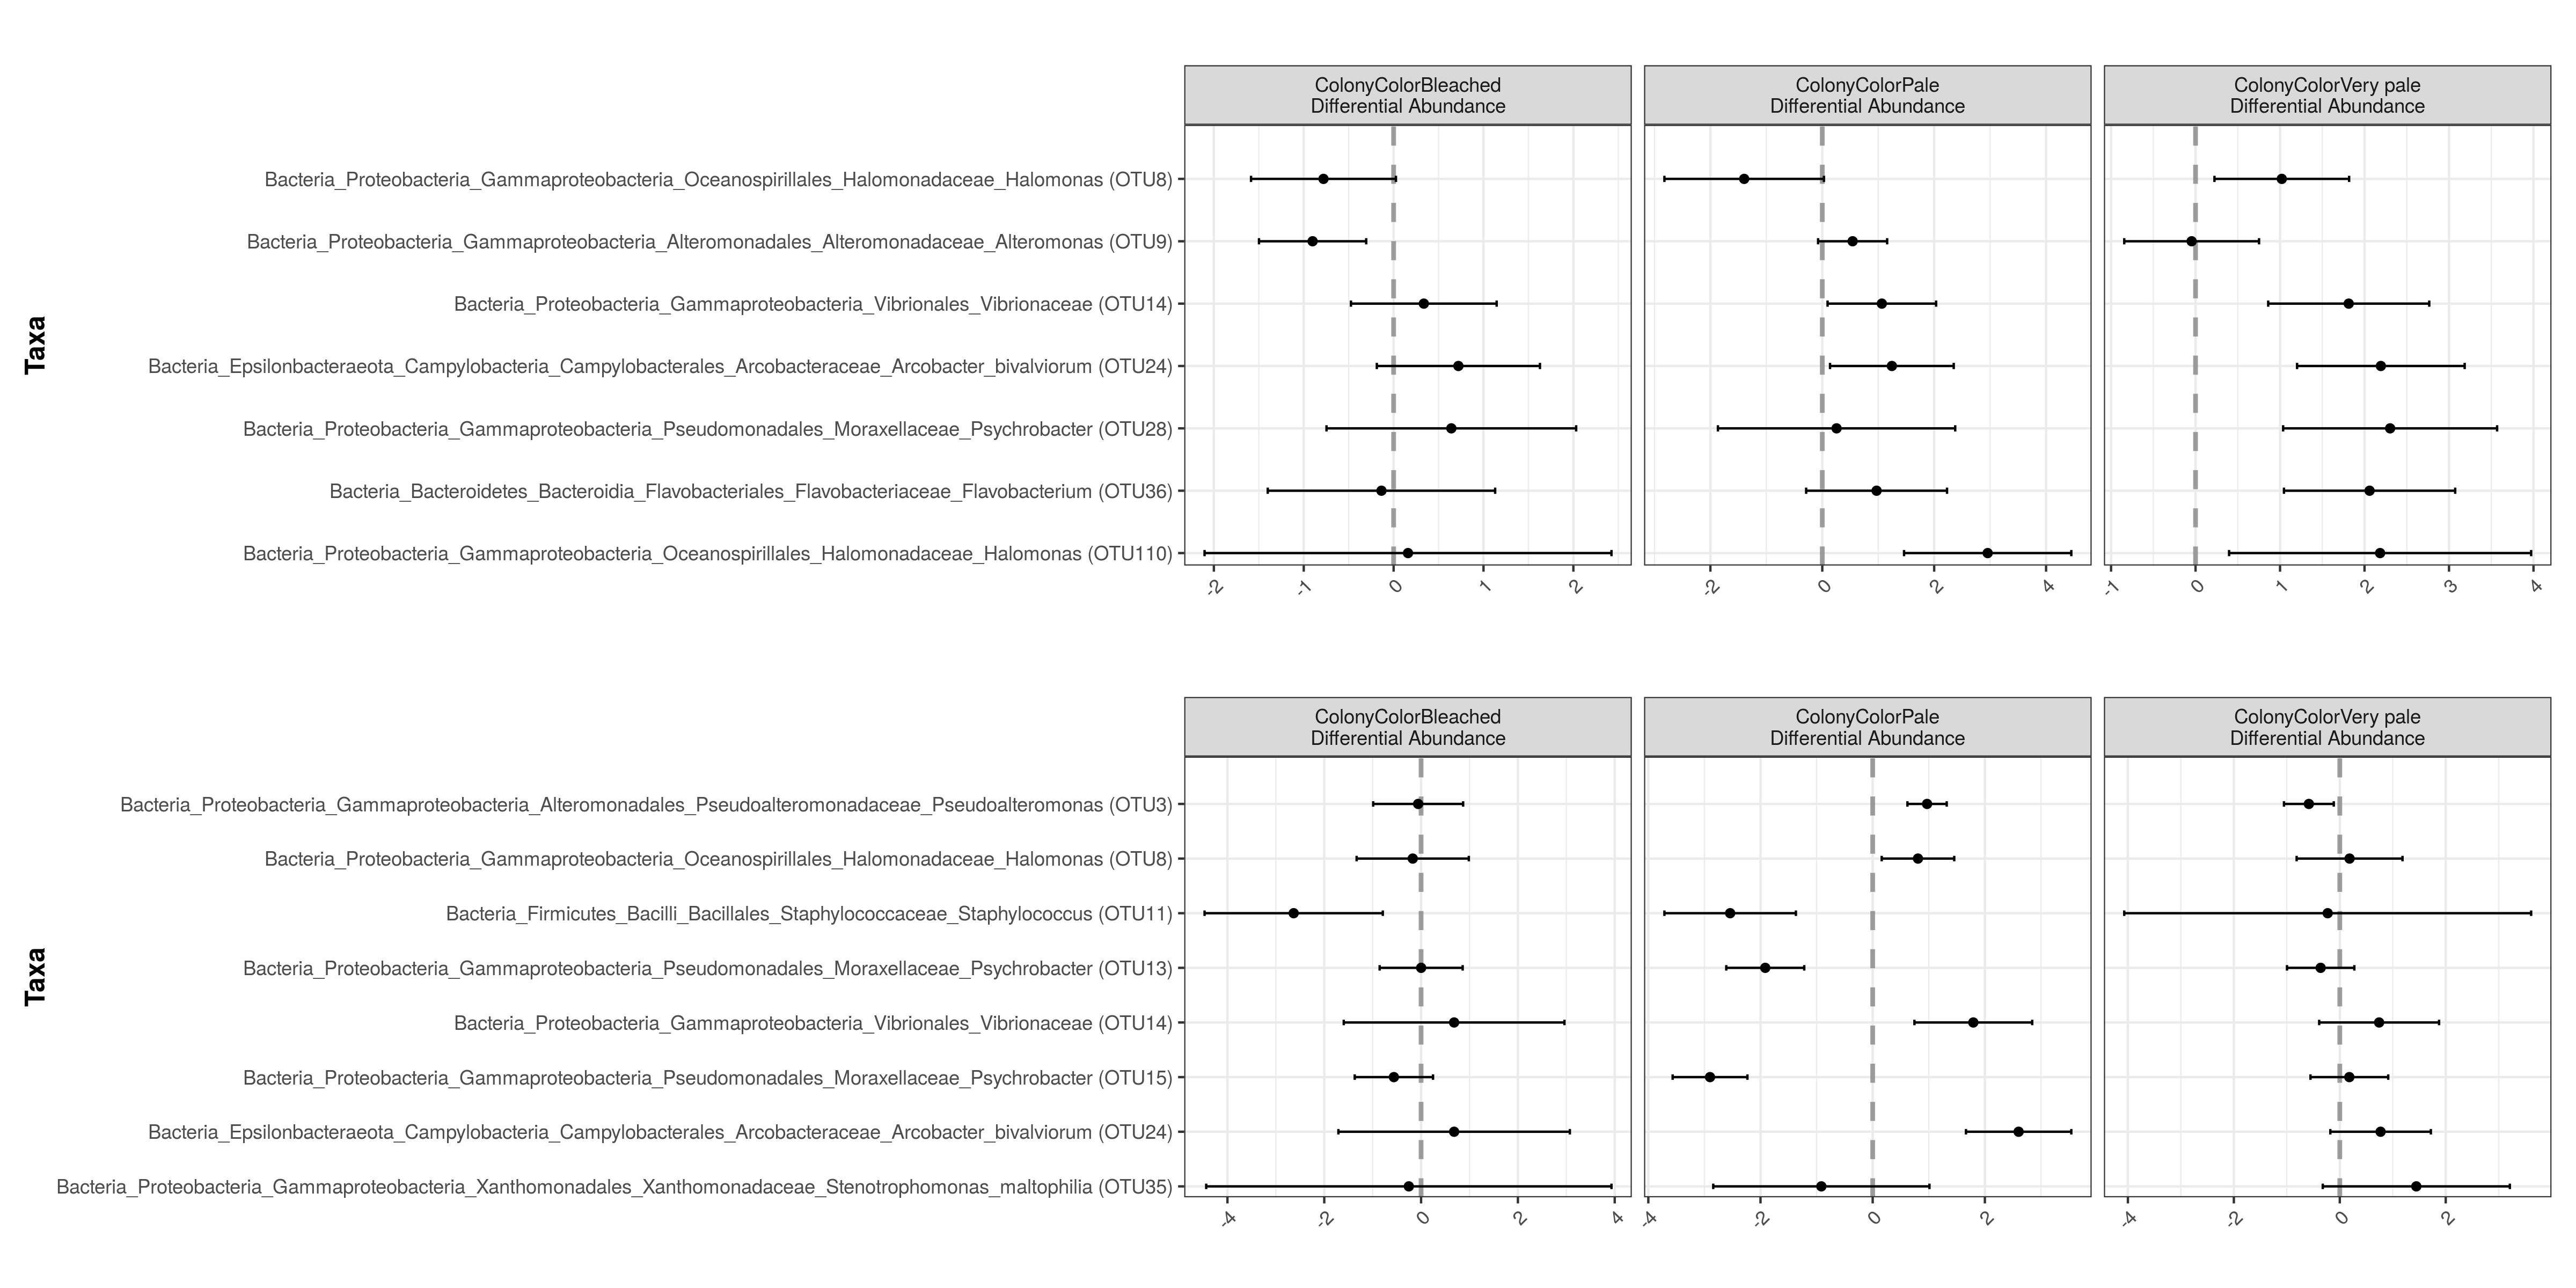 ColonyColorBleached
Differential Abundance
ColonyColorPale
Differential Abundance
ColonyColorVery pale
Differential Abundance
Taxa
Bacteria_Proteobacteria_Gammaproteobacteria_Oceanospirillales_Halomonadaceae_Halomonas (OTU8)
Bacteria_Proteobacteria_Gammaproteobacteria_Alteromonadales_Alteromonadaceae_Alteromonas (OTU9)
Bacteria_Proteobacteria_Gammaproteobacteria_Vibrionales_Vibrionaceae (OTU14)
Bacteria_Epsilonbacteraeota_Campylobacteria_Campylobacterales_Arcobacteraceae_Arcobacter_bivalviorum (OTU24)
Bacteria_Proteobacteria_Gammaproteobacteria_Pseudomonadales_Moraxellaceae_Psychrobacter (OTU28)
Bacteria_Bacteroidetes_Bacteroidia_Flavobacteriales_Flavobacteriaceae_Flavobacterium (OTU36)
Bacteria_Proteobacteria_Gammaproteobacteria_Oceanospirillales_Halomonadaceae_Halomonas (OTU110)
-2 -1 0 1 2
-2 0 2 4
-1 0 1 2 3 4
ColonyColorBleached
Differential Abundance
ColonyColorPale
Differential Abundance
ColonyColorVery pale
Differential Abundance
Taxa
Bacteria_Proteobacteria_Gammaproteobacteria_Alteromonadales_Pseudoalteromonadaceae_Pseudoalteromonas (OTU3)
Bacteria_Proteobacteria_Gammaproteobacteria_Oceanospirillales_Halomonadaceae_Halomonas (OTU8)
Bacteria_Firmicutes_Bacilli_Bacillales_Staphylococcaceae_Staphylococcus (OTU11)
Bacteria_Proteobacteria_Gammaproteobacteria_Pseudomonadales_Moraxellaceae_Psychrobacter (OTU13)
Bacteria_Proteobacteria_Gammaproteobacteria_Vibrionales_Vibrionaceae (OTU14)
Bacteria_Proteobacteria_Gammaproteobacteria_Pseudomonadales_Moraxellaceae_Psychrobacter (OTU15)
Bacteria_Epsilonbacteraeota_Campylobacteria_Campylobacterales_Arcobacteraceae_Arcobacter_bivalviorum (OTU24)
Bacteria_Proteobacteria_Gammaproteobacteria_Xanthomonadales_Xanthomonadaceae_Stenotrophomonas_maltophilia (OTU35)
-4 -2 0 2 4
-4 -2 0 2
-4 -2 0 2